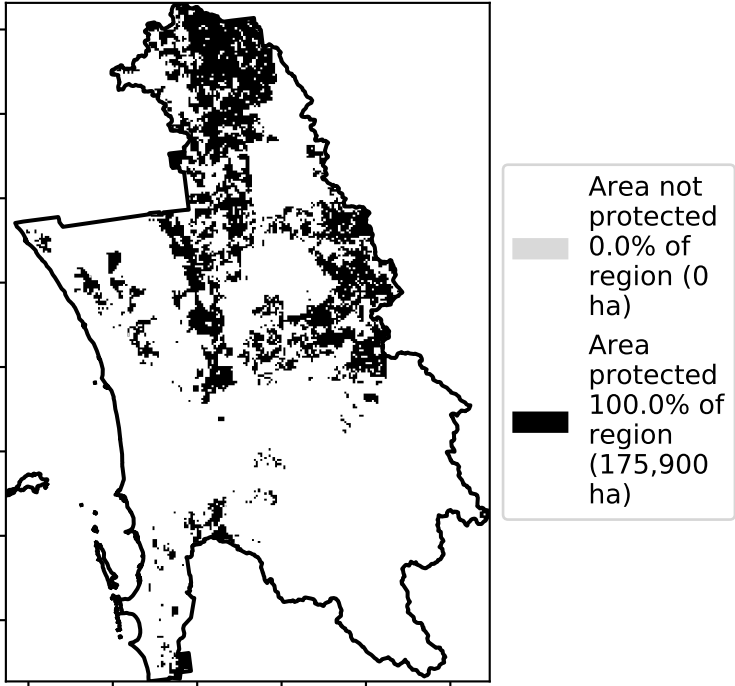 Area not
protected
0.0% of
region (0
ha)
Area
protected
100.0% of
region
(175,900
ha)